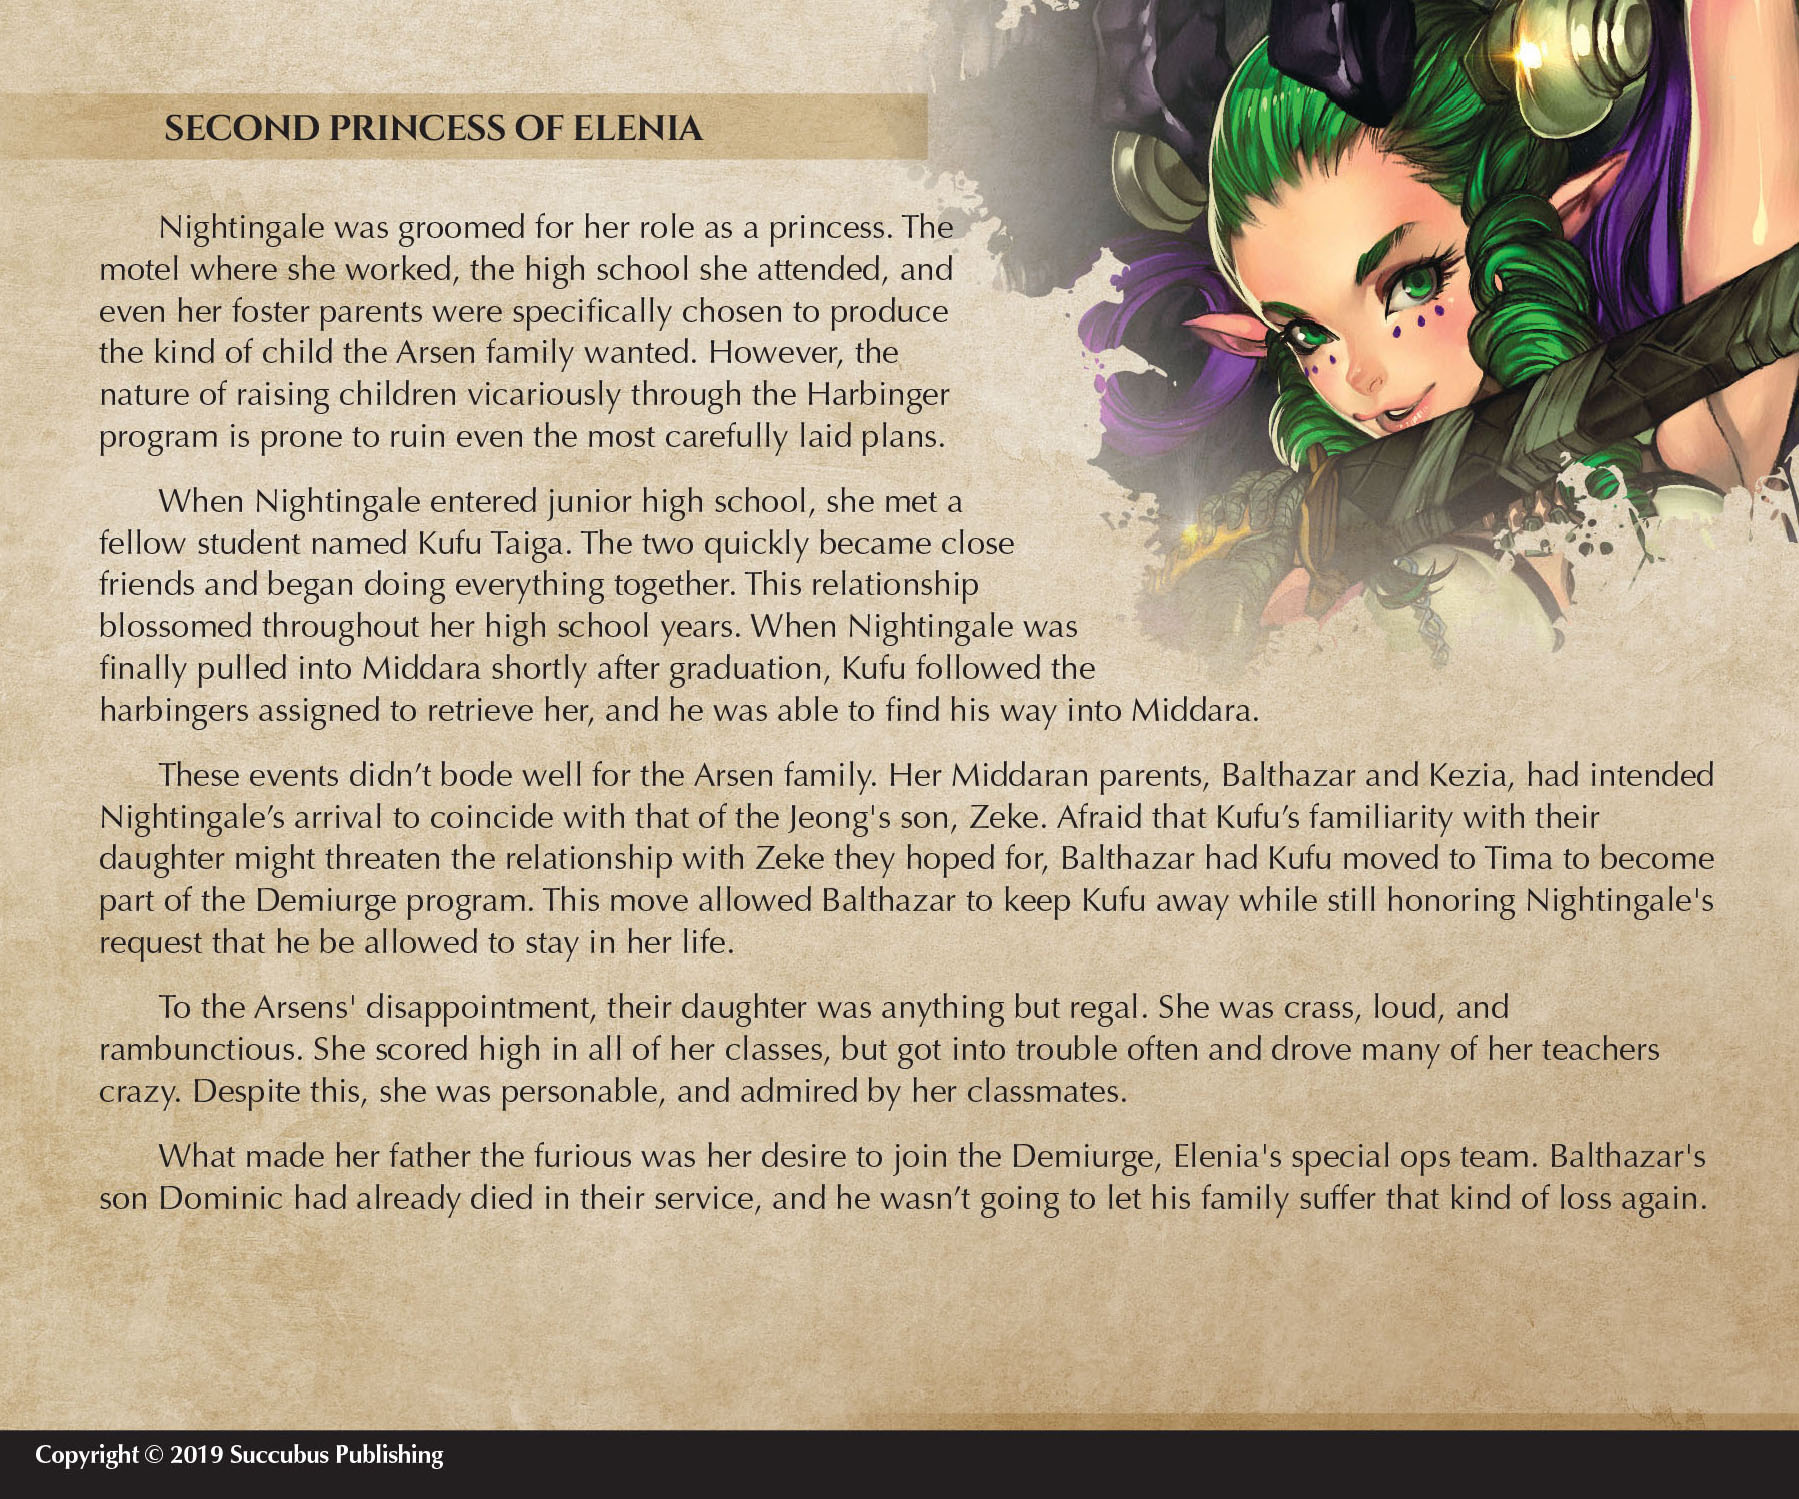 SECOND PRINCESS OF ELENIA
Nightingale was groomed for her role as a princess. The
motel where she worked, the high school she attended, and
even her foster parents were specifically chosen to produce
the kind of child the Arsen family wanted. However, the
nature of raising children vicariously through the Harbinger
program is prone to ruin even the most carefully laid plans.
When Nightingale entered junior high school, she met a
fellow student named Kufu Taiga. The two quickly became close
friends and began doing everything together. This relationship
blossomed throughout her high school years. When Nightingale was
finally pulled into Middara shortly after graduation, Kufu followed the
harbingers assigned to retrieve her, and he was able to find his way into Middara.
These events didn’t bode well for the Arsen family. Her Middaran parents, Balthazar and Kezia, had intended
Nightingale’s arrival to coincide with that of the Jeong's son, Zeke. Afraid that Kufu’s familiarity with their
daughter might threaten the relationship with Zeke they hoped for, Balthazar had Kufu moved to Tima to become
part of the Demiurge program. This move allowed Balthazar to keep Kufu away while still honoring Nightingale's
request that he be allowed to stay in her life.
To the Arsens' disappointment, their daughter was anything but regal. She was crass, loud, and
rambunctious. She scored high in all of her classes, but got into trouble often and drove many of her teachers
crazy. Despite this, she was personable, and admired by her classmates.
What made her father the furious was her desire to join the Demiurge, Elenia's special ops team. Balthazar's
son Dominic had already died in their service, and he wasn’t going to let his family suffer that kind of loss again.
Copyright © 2019 Succubus Publishing